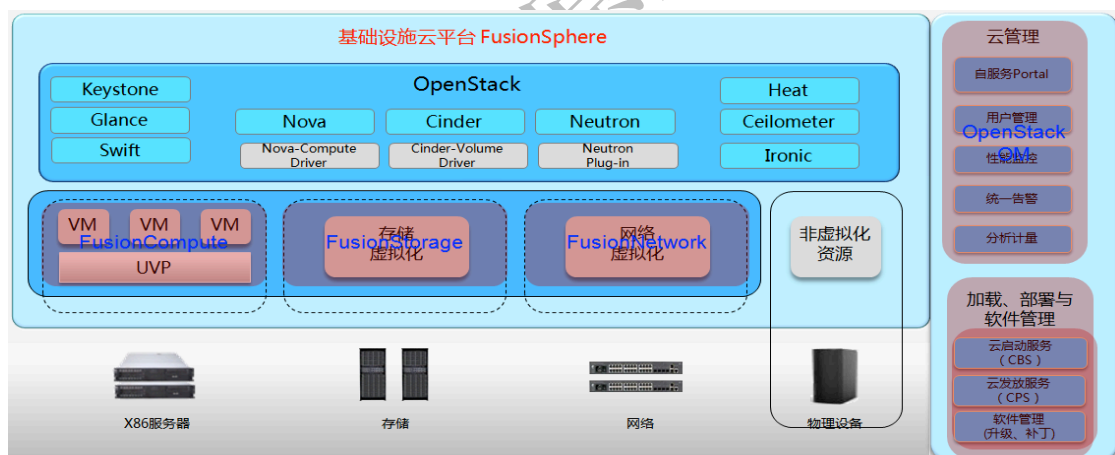 基础设施云平台 FusionSphere
OpenStack
Keystone
Glance
Swift
Nova
Cinder
Neutron
Nova-Compute
Driver
Cinder-Volume
Driver
Neutron
Plug-in
Heat
Ceilometer
Ironic
VM
VM
VM
FusionCompute
UVP
存储
虚拟化
FusionStorage
网络
虚拟化
FusionNetwork
非虚拟化
资源
X86服务器
存储
网络
物理设备
云管理
自服务Portal
用户管理
OpenStack
OM
性能监控
统一告警
分析计量
加载、部署与
软件管理
云启动服务
(CBS)
云发放服务
(CPS)
软件管理
(升级、补丁)